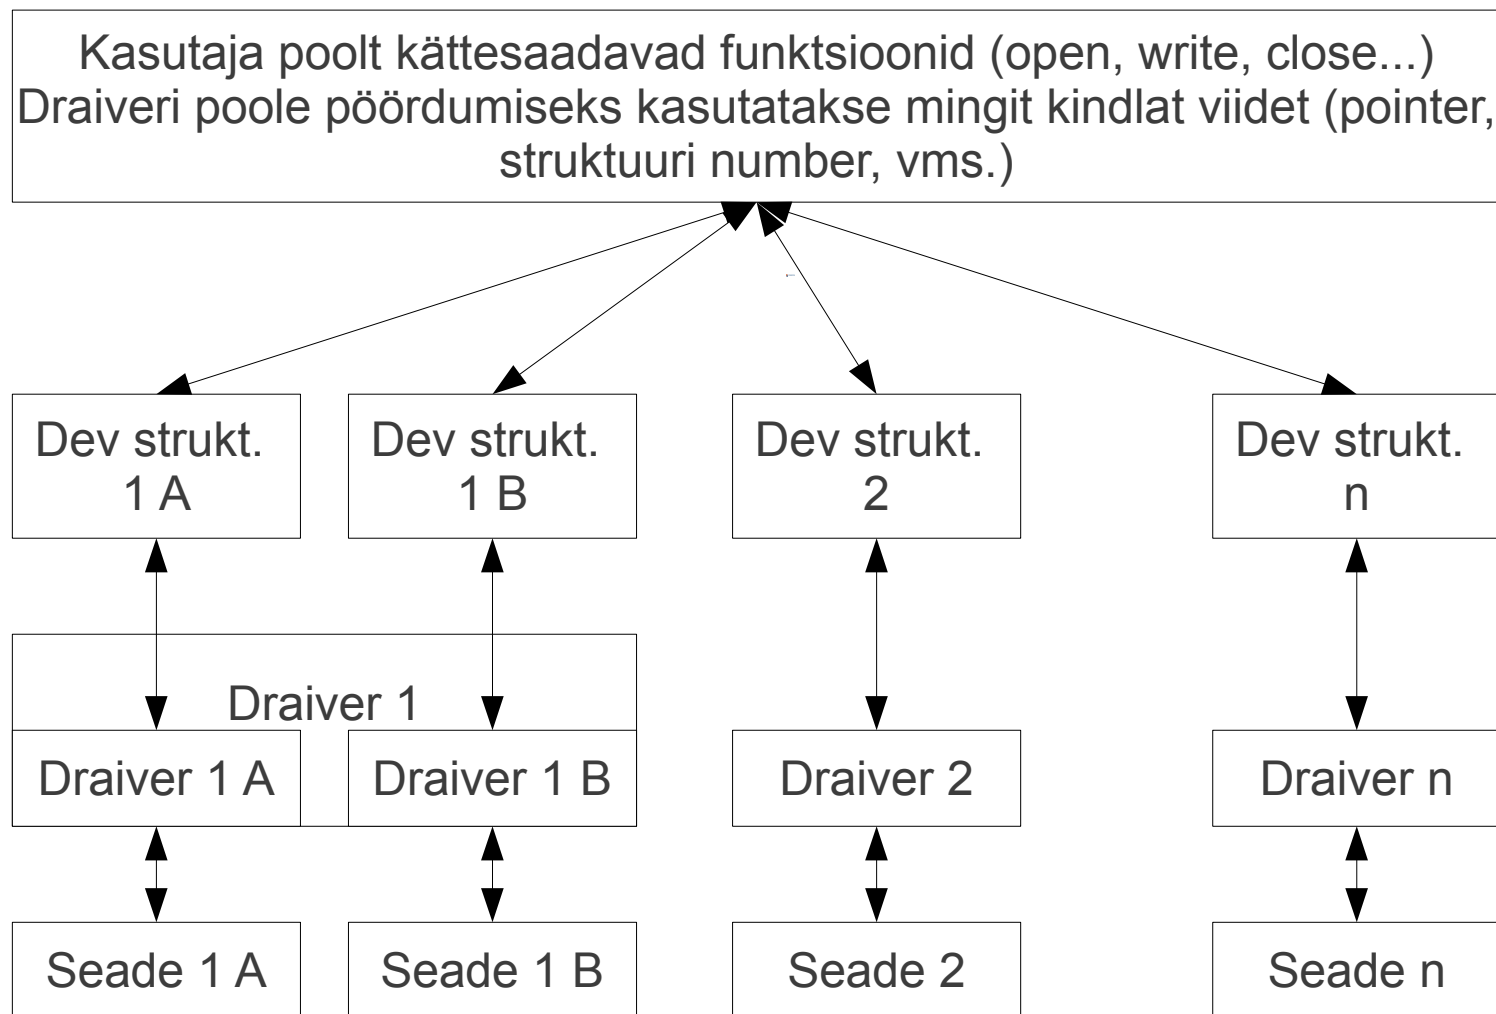 Kasutaja poolt kättesaadavad funktsioonid (open, write, close...)
Draiveri poole pöördumiseks kasutatakse mingit kindlat viidet (pointer,
struktuuri number, vms.)
Dev strukt.
1 A
Dev strukt.
1 B
Dev strukt.
2
Dev strukt.
n
Draiver 1
Draiver 1 A
Draiver 1 B
Draiver 2
Draiver n
Seade 1 A
Seade 1 B
Seade 2
Seade n